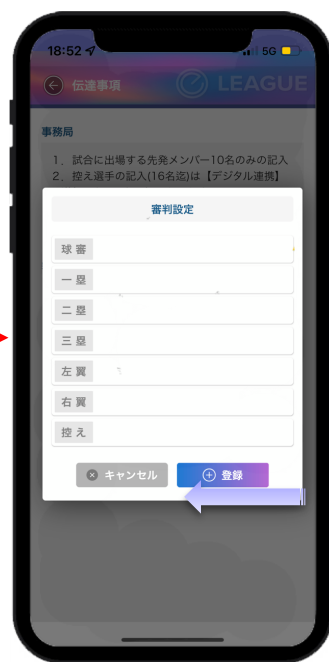 18:52 5G
伝達事項 LEAGUE
事務局
1. 試合に出場する先発メンバー10名のみの記入
2. 控え選手の記入(16名迄)は【デジタル連携】
審判設定
球審
一塁
二塁
三塁
左翼
右翼
控え
キャンセル 登録